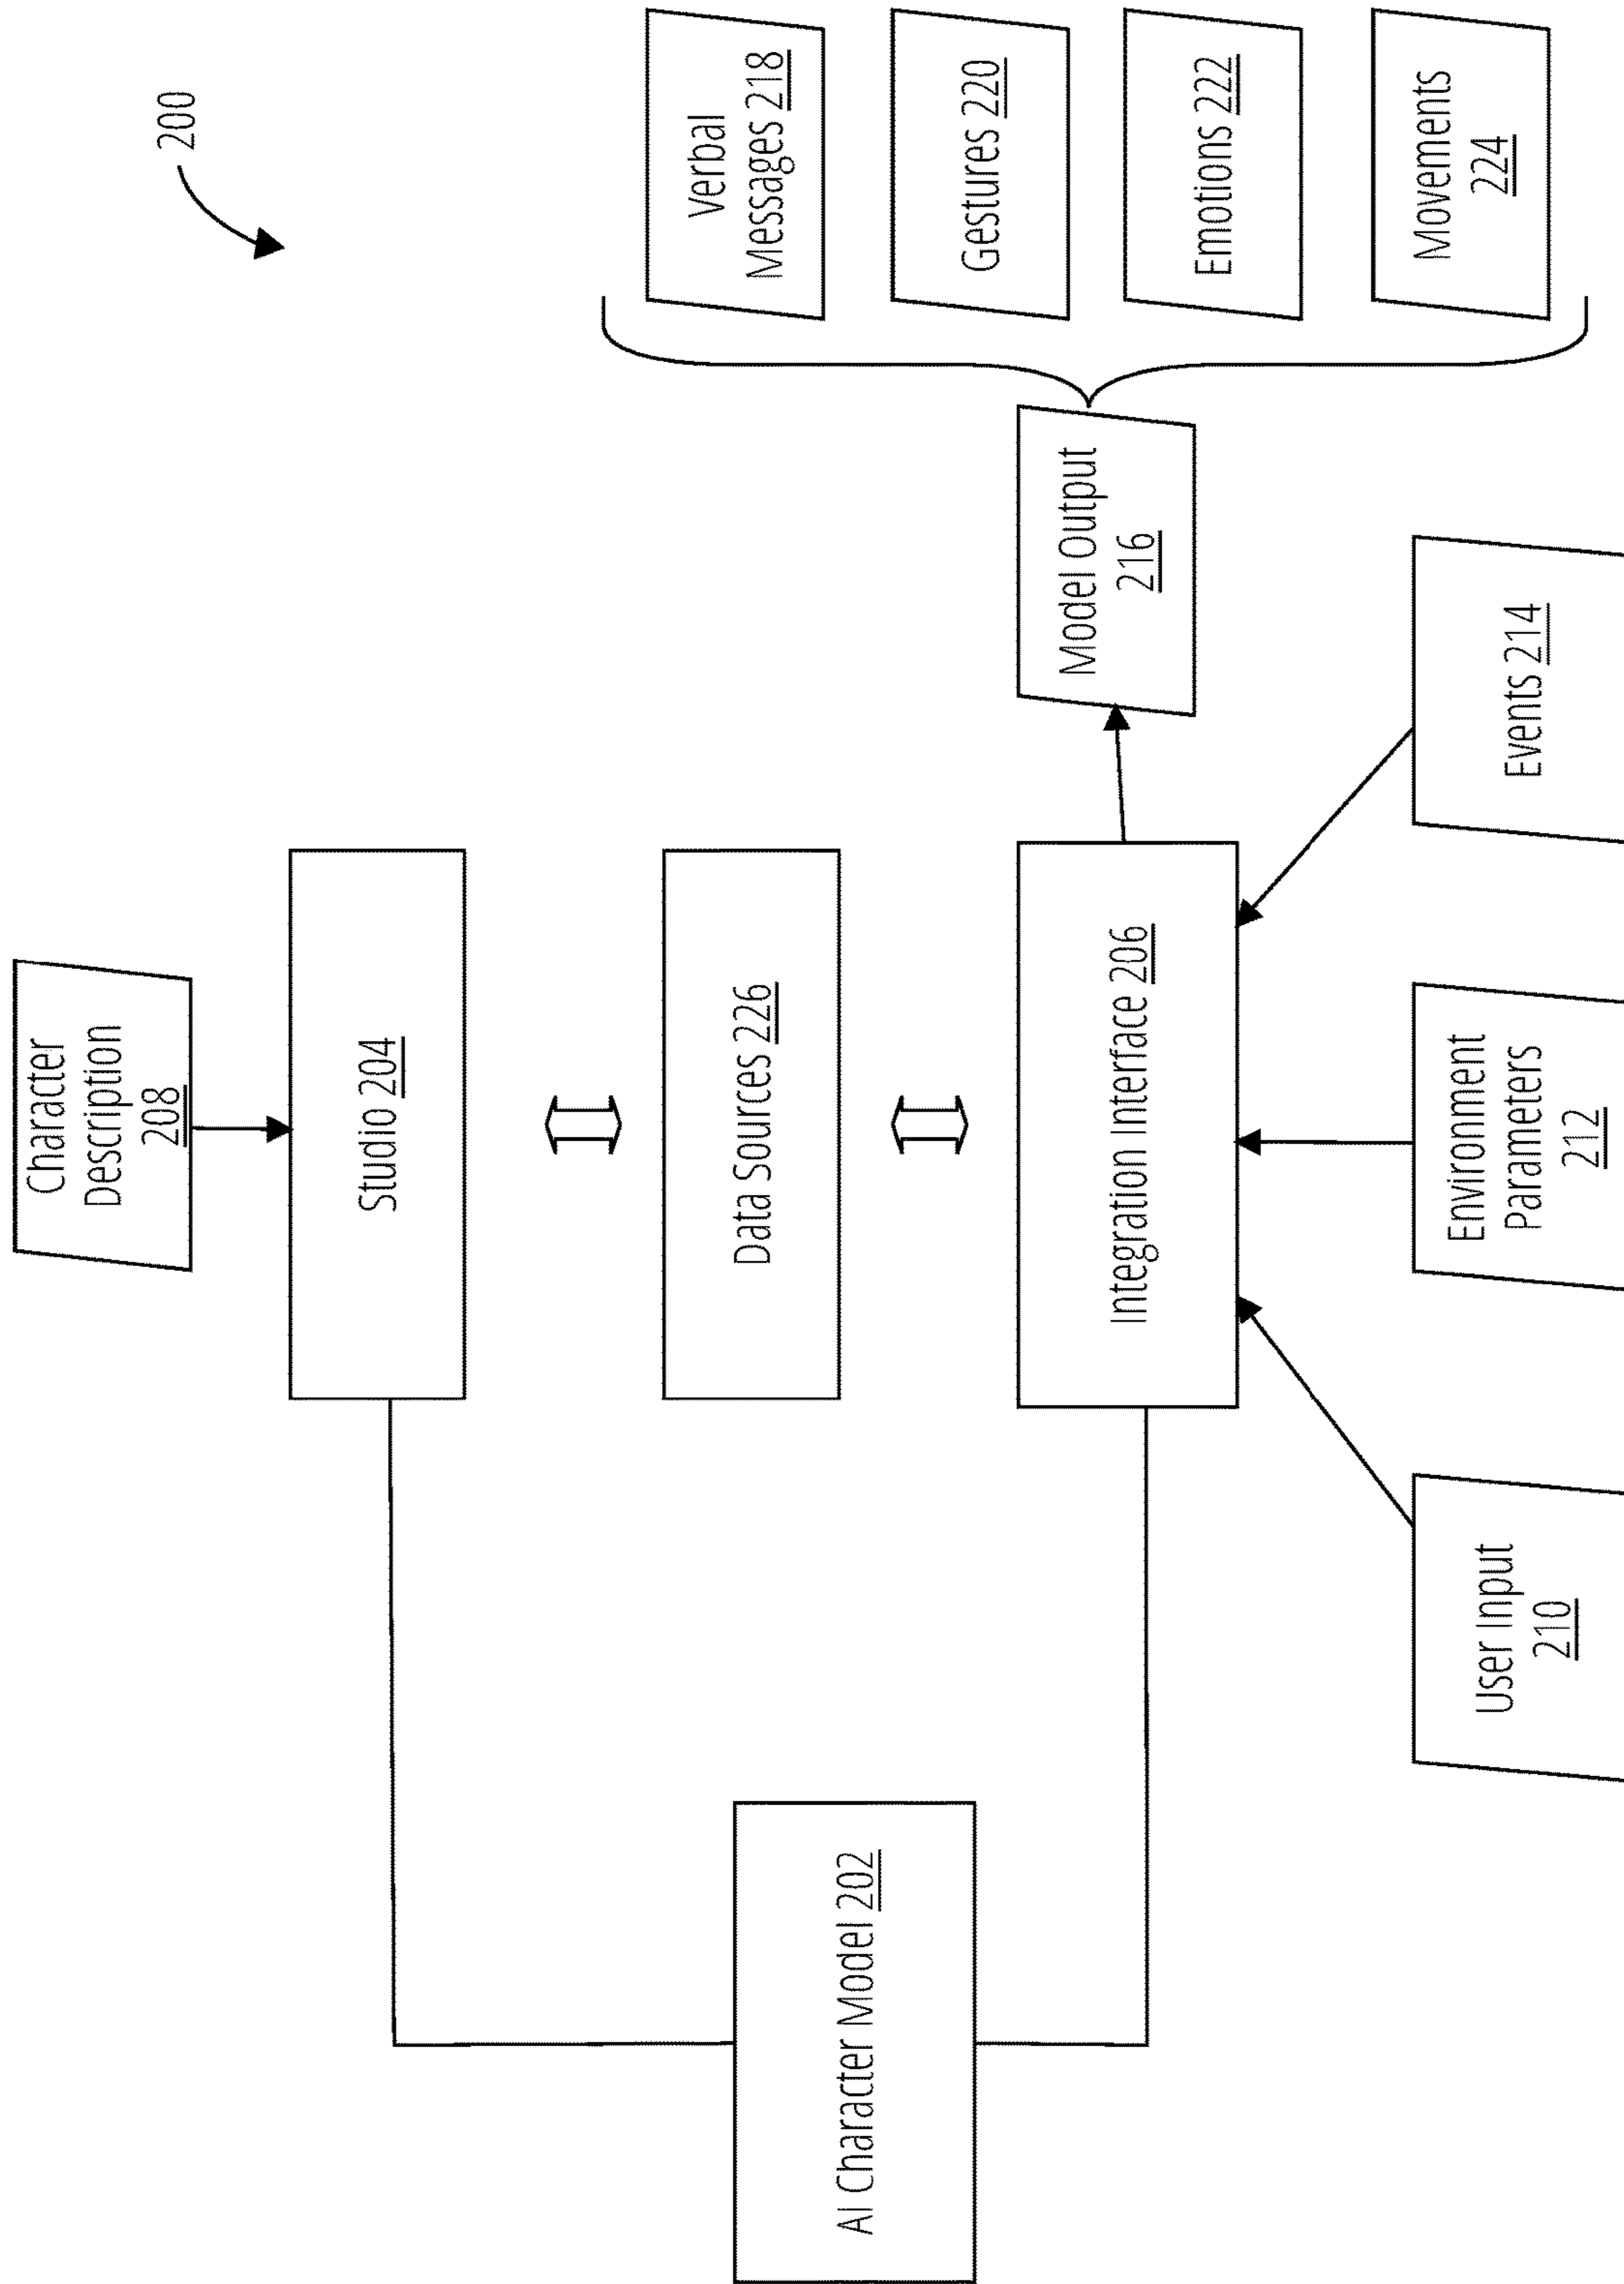 200
Character
Description
208
Studio 204
Data Sources 226
AI Character Model 202
Integration Interface 206
User Input
210
Environment
Parameters
212
Events 214
Model Output
216
Verbal
Messages 218
Gestures 220
Emotions 222
Movements
224